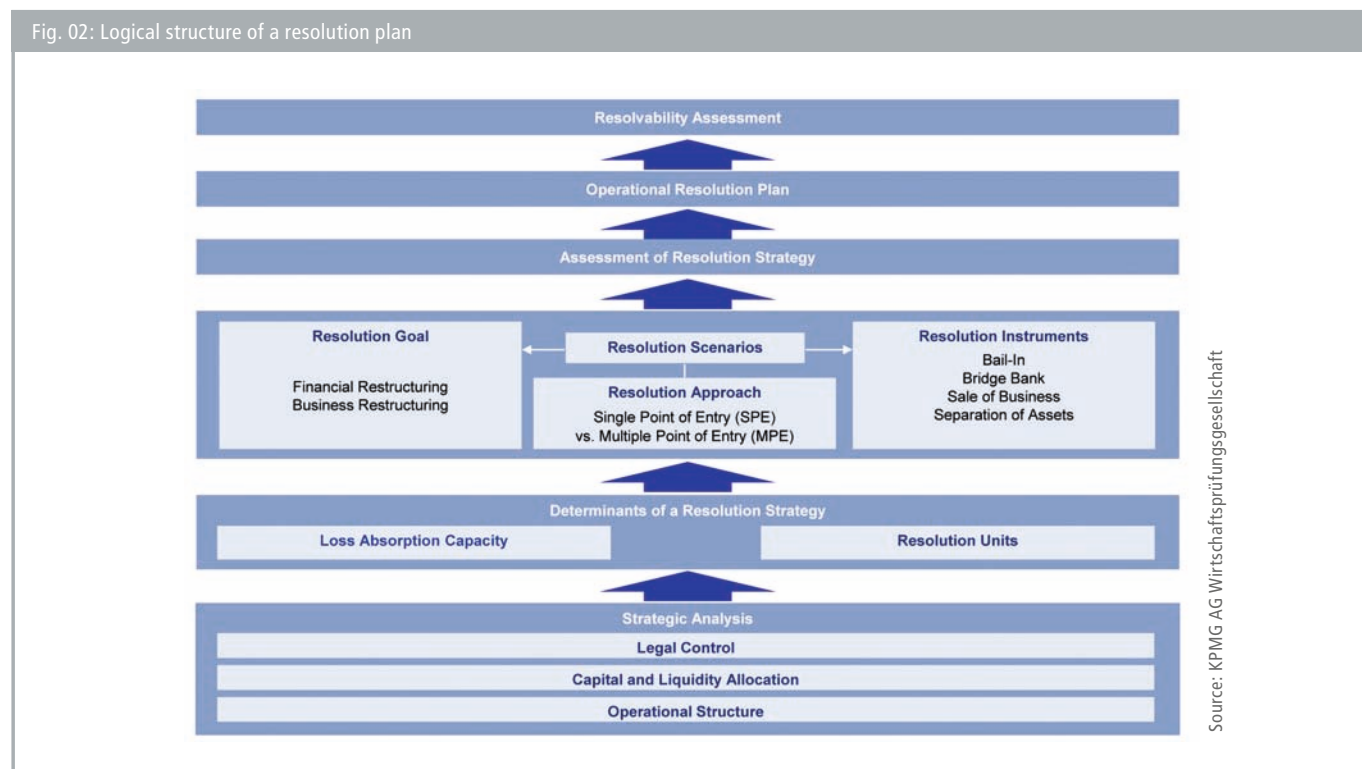 Fig. 02: Logical structure of a resolution plan
Resolvability Assessment
Operational Resolution Plan
Assessment of Resolution Strategy
Resolution Goal
Financial Restructuring
Business Restructuring
Resolution Scenarios
Resolution Approach
Single Point of Entry (SPE)
vs. Multiple Point of Entry (MPE)
Resolution Instruments
Bail-In
Bridge Bank
Sale of Business
Separation of Assets
Determinants of a Resolution Strategy
Loss Absorption Capacity
Resolution Units
Strategic Analysis
Legal Control
Capital and Liquidity Allocation
Operational Structure
Source: KPMG AG Wirtschaftsprüfungsgesellschaft